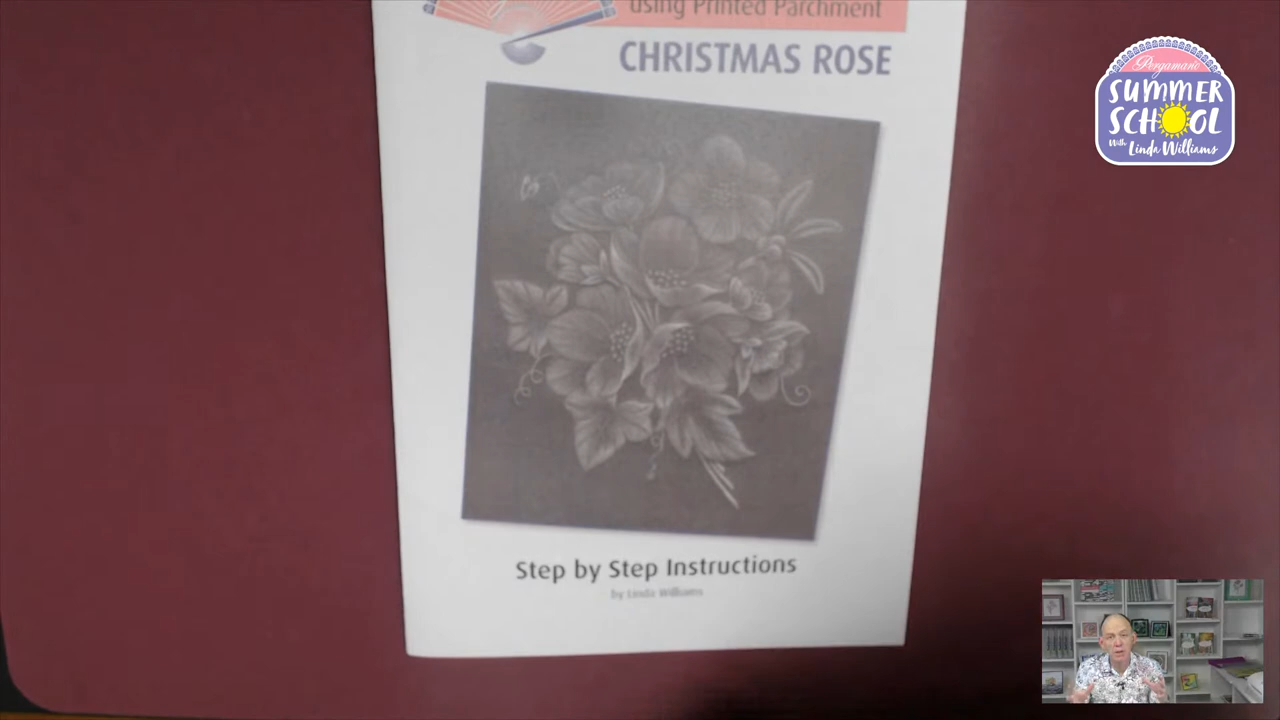 using Printed Parchment
CHRISTMAS ROSE
Step by Step Instructions
by Linda Williams
Pergamano
SUMMER
SCHOOL
With Linda Williams